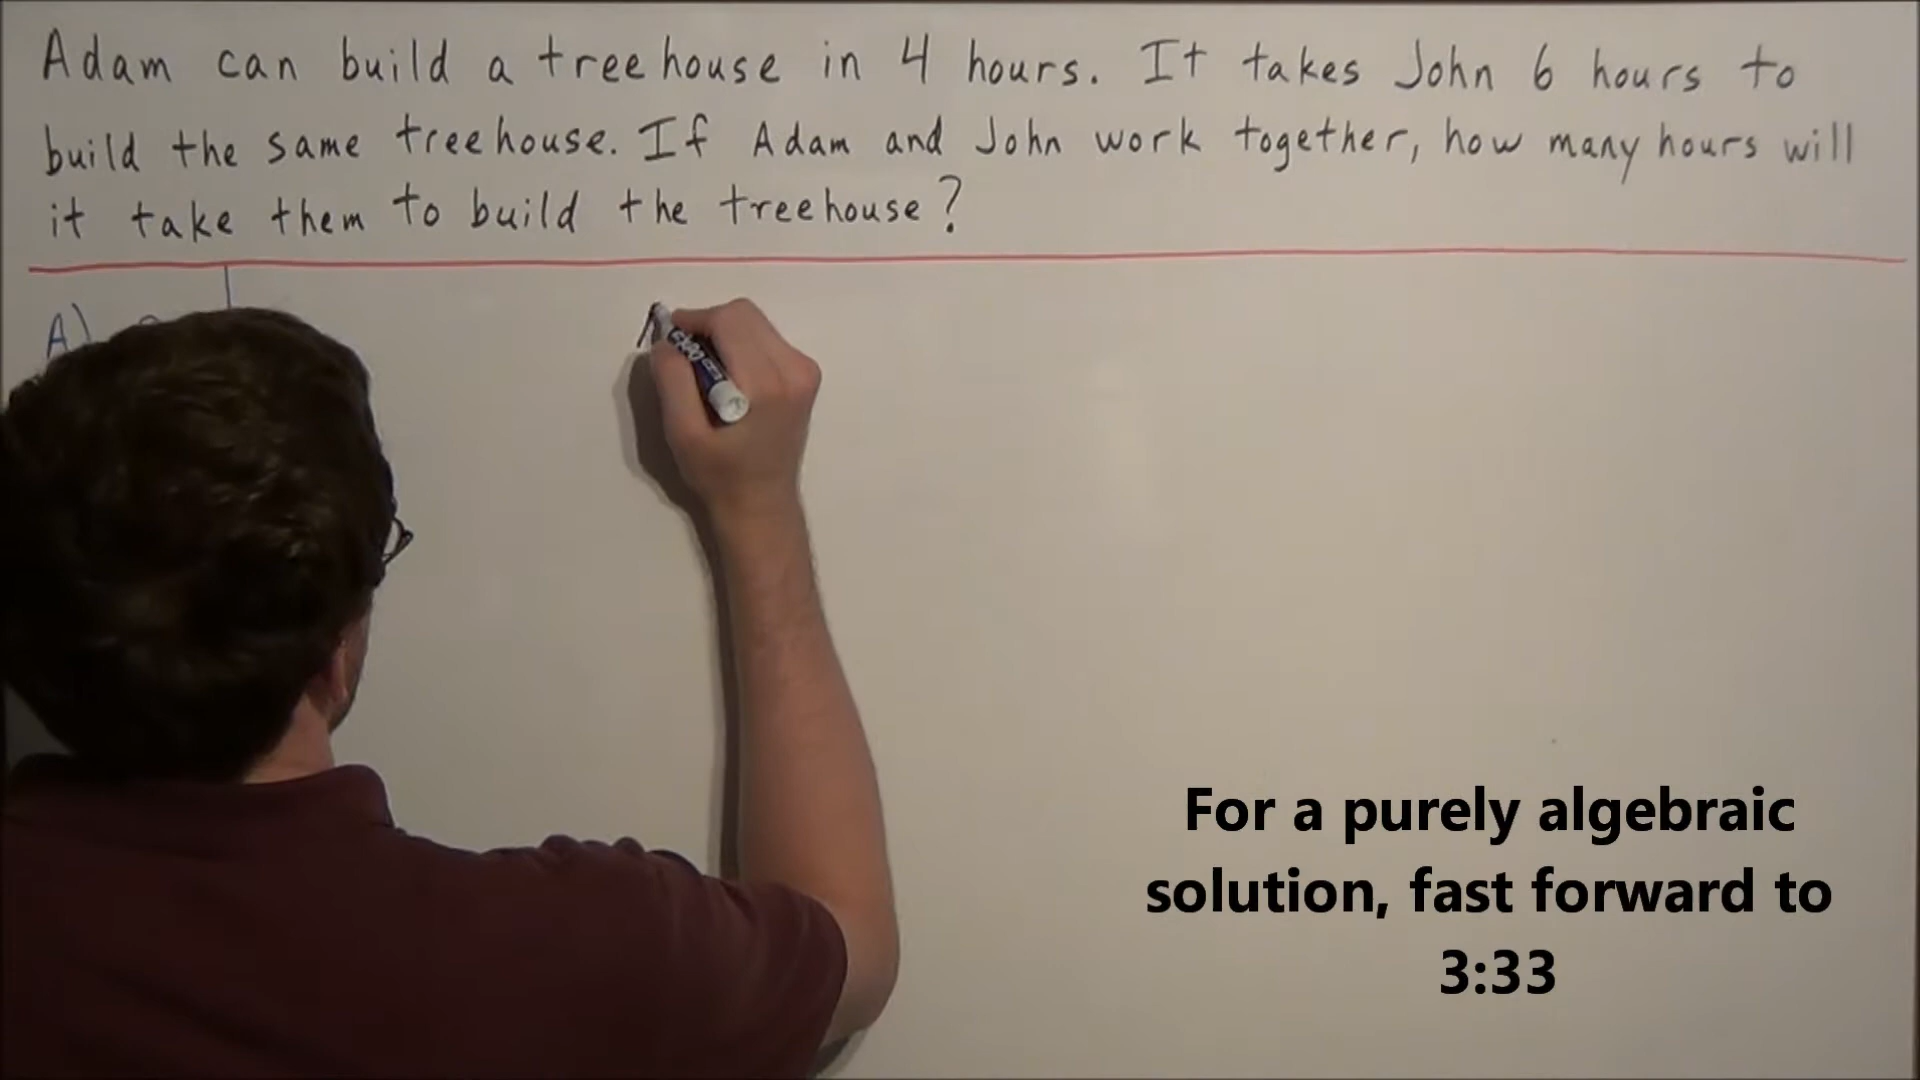 Adam can build a treehouse in 4 hours. It takes John 6 hours to
build the same treehouse. If Adam and John work together, how many hours will
it take them to build the treehouse?
A)
EXPO
For a purely algebraic
solution, fast forward to
3:33